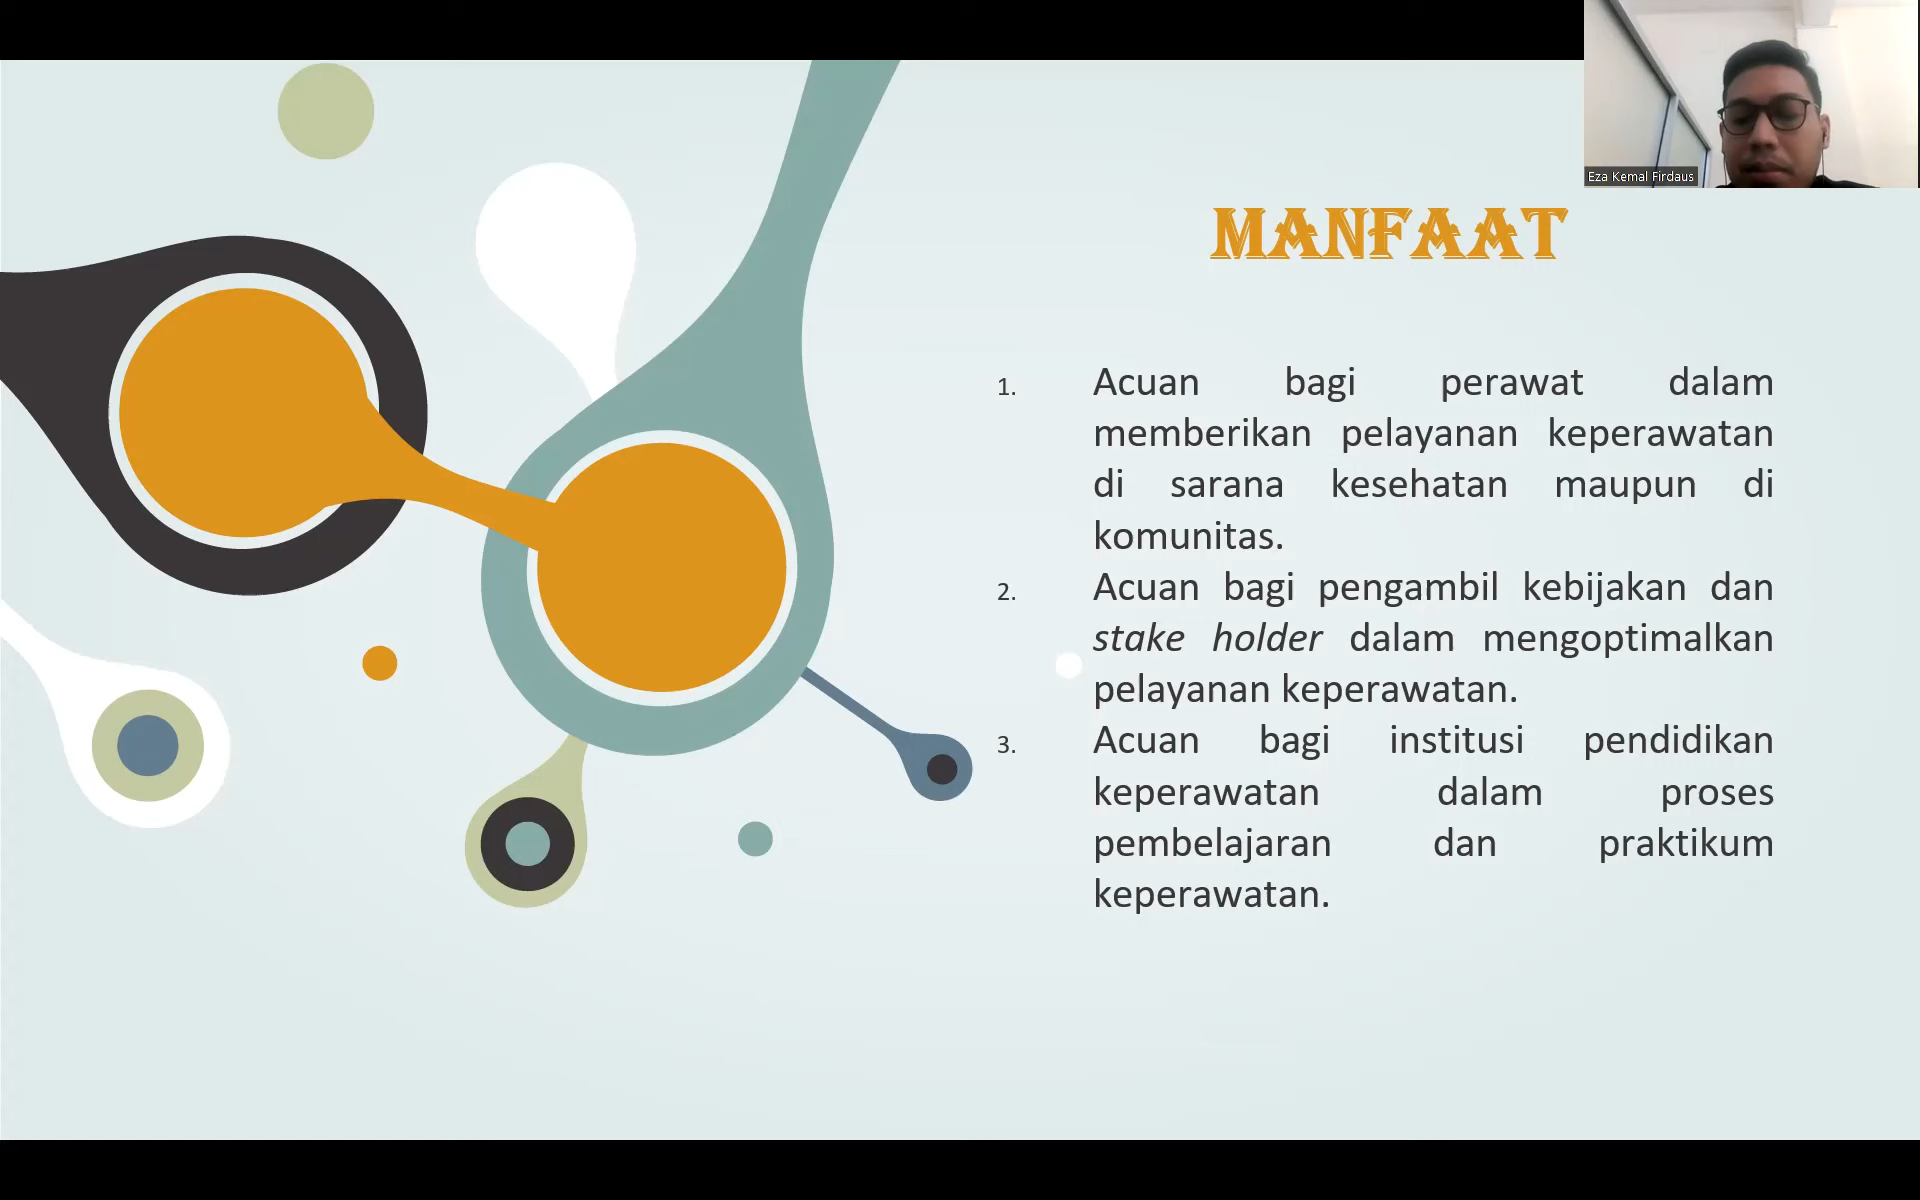 Eza Kemal Firdaus
MANFAAT
1. Acuan bagi perawat dalam
memberikan pelayanan keperawatan
di sarana kesehatan maupun di
komunitas.
2. Acuan bagi pengambil kebijakan dan
stake holder dalam mengoptimalkan
pelayanan keperawatan.
3. Acuan bagi institusi pendidikan
keperawatan dalam proses
pembelajaran dan praktikum
keperawatan.